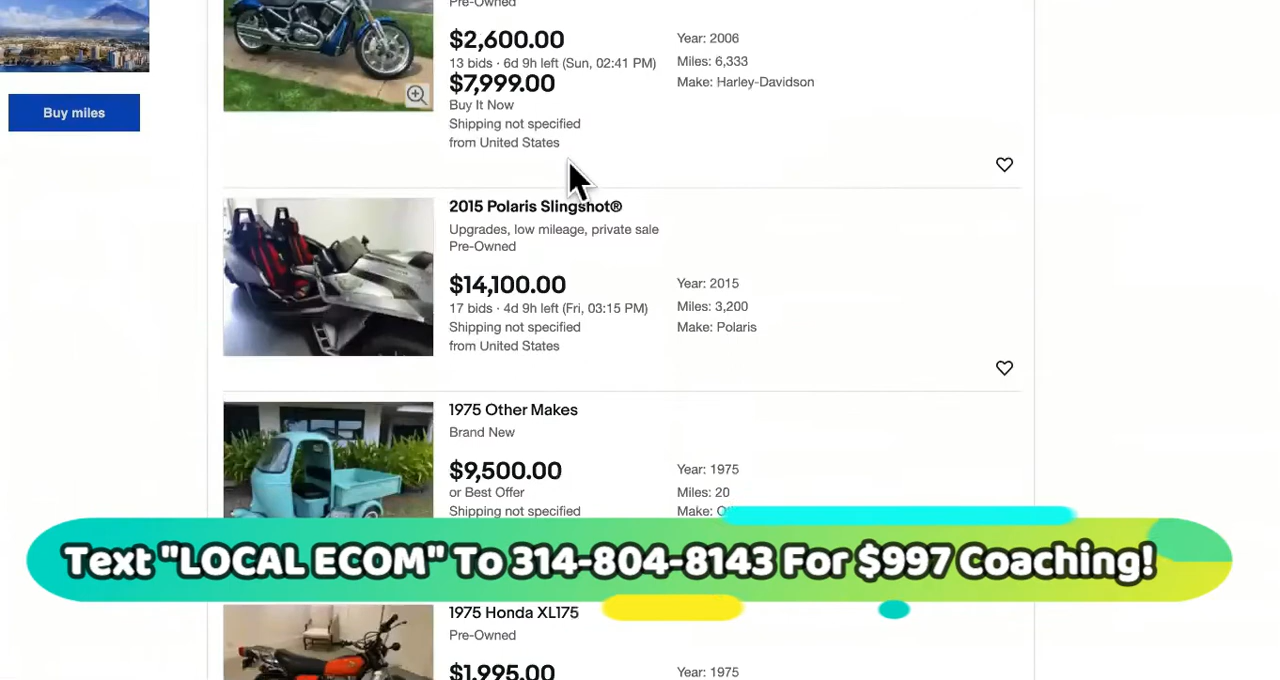 Pre-Owned
$2,600.00
13 bids · 6d 9h left (Sun, 02:41 PM)
$7,999.00
Buy It Now
Shipping not specified
from United States
Year: 2006
Miles: 6,333
Make: Harley-Davidson
Buy miles
2015 Polaris Slingshot®
Upgrades, low mileage, private sale
Pre-Owned
$14,100.00
17 bids · 4d 9h left (Fri, 03:15 PM)
Shipping not specified
from United States
Year: 2015
Miles: 3,200
Make: Polaris
1975 Other Makes
Brand New
$9,500.00
or Best Offer
Shipping not specified
Year: 1975
Miles: 20
Make:
Text "LOCAL ECOM" To 314-804-8143 For $997 Coaching!
1975 Honda XL175
Pre-Owned
$1,995.00
Year: 1975